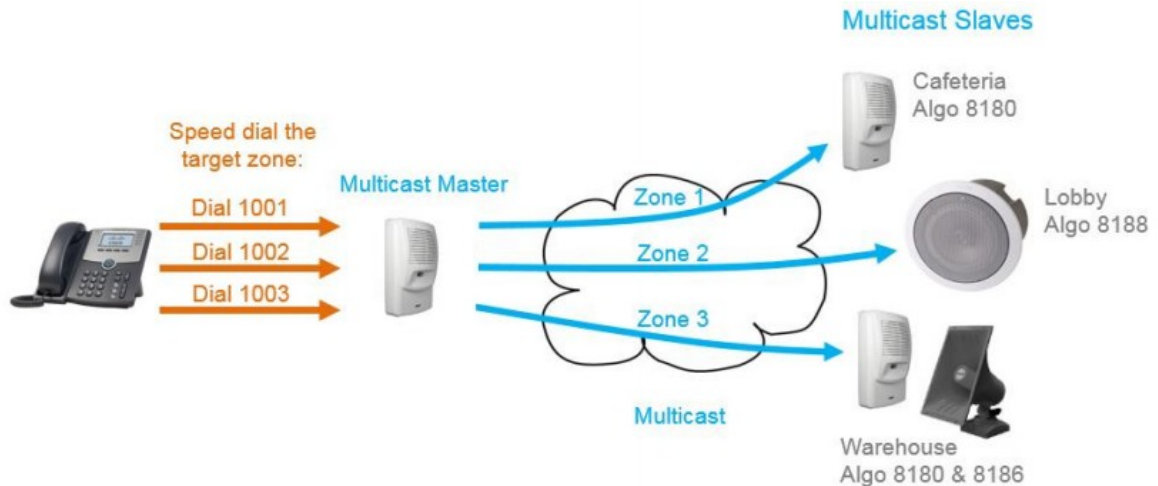 Multicast Slaves
Cafeteria
Algo 8180
Speed dial the
target zone:
Multicast Master
Dial 1001
Dial 1002
Dial 1003
Zone 1
Zone 2
Zone 3
Lobby
Algo 8188
Multicast
Warehouse
Algo 8180 & 8186